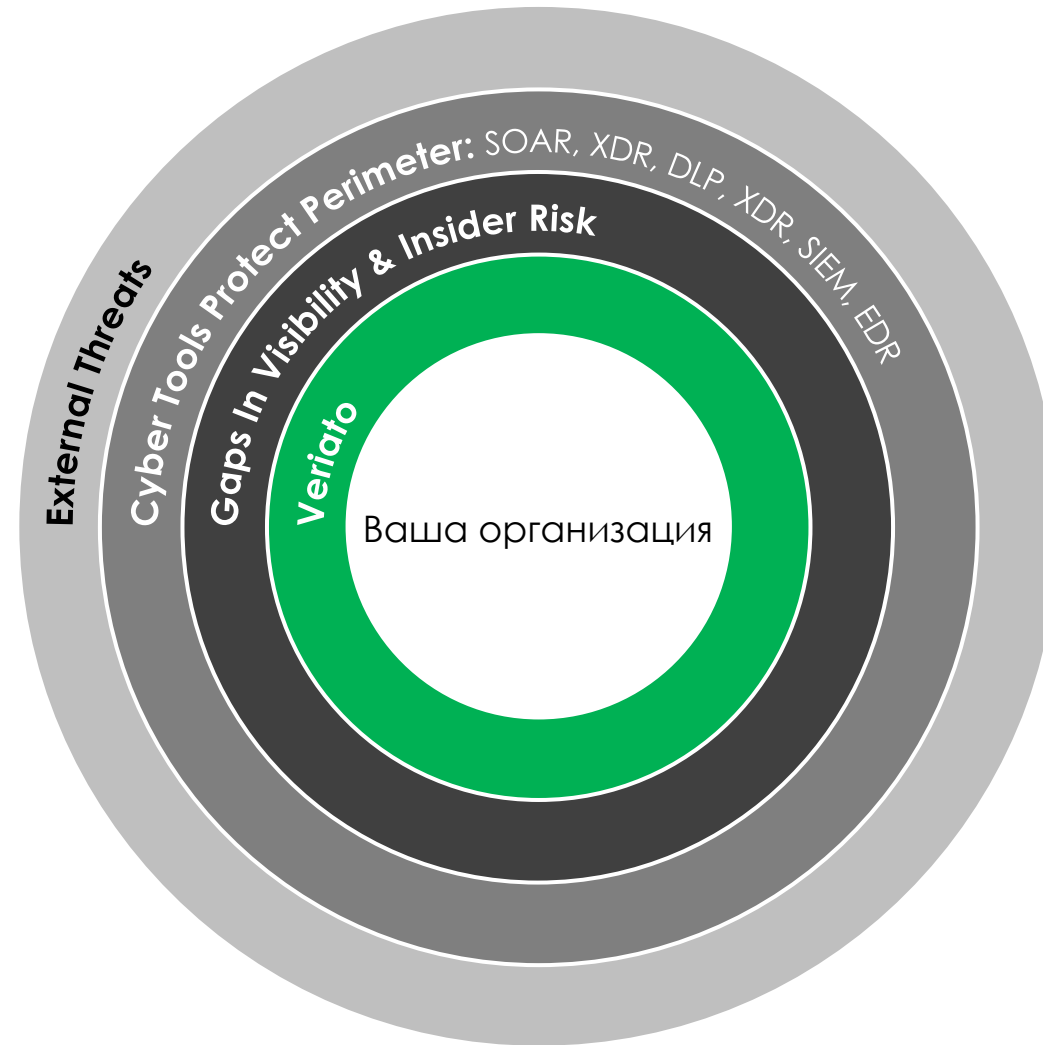 External Threats
Cyber Tools Protect Perimeter: SOAR, XDR, DLP, XDR, SIEM, EDR
Gaps In Visibility & Insider Risk
Veriato
Ваша организация